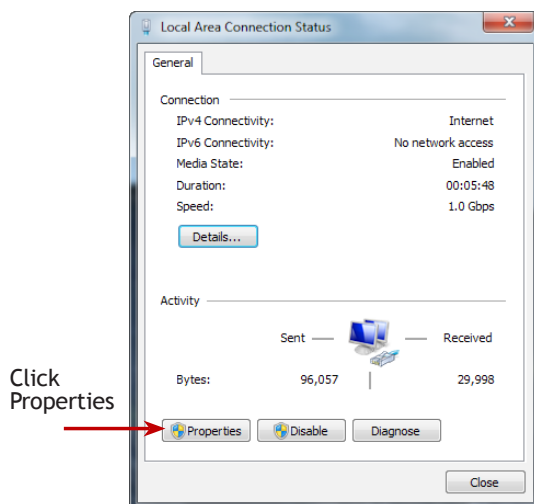 Local Area Connection Status
General
Connection
IPv4 Connectivity: Internet
IPv6 Connectivity: No network access
Media State: Enabled
Duration: 00:05:48
Speed: 1.0 Gbps
Details...
Activity
Sent Received
Bytes: 96,057 29,998
Click
Properties
Properties Disable Diagnose
Close